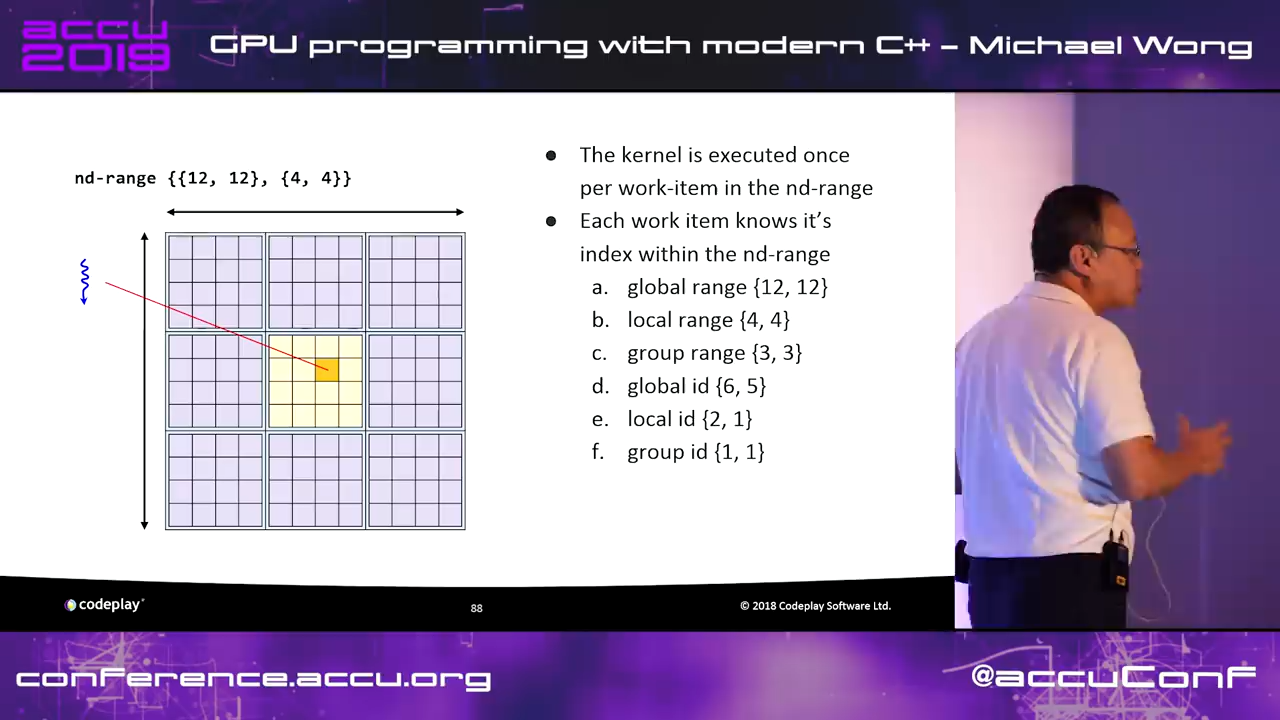 accu
2019
GPU programming with modern C++ – Michael Wong
nd-range {{12, 12}, {4, 4}}
● The kernel is executed once
per work-item in the nd-range
● Each work item knows it’s
index within the nd-range
a. global range {12, 12}
b. local range {4, 4}
c. group range {3, 3}
d. global id {6, 5}
e. local id {2, 1}
f. group id {1, 1}
codeplay*
88
© 2018 Codeplay Software Ltd.
conference.accu.org
@accuConf